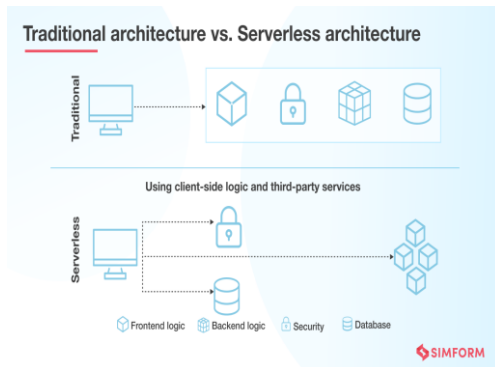 Traditional architecture vs. Serverless architecture
Traditional
Using client-side logic and third-party services
Serverless
Frontend logic
Backend logic
Security
Database
SIMFORM